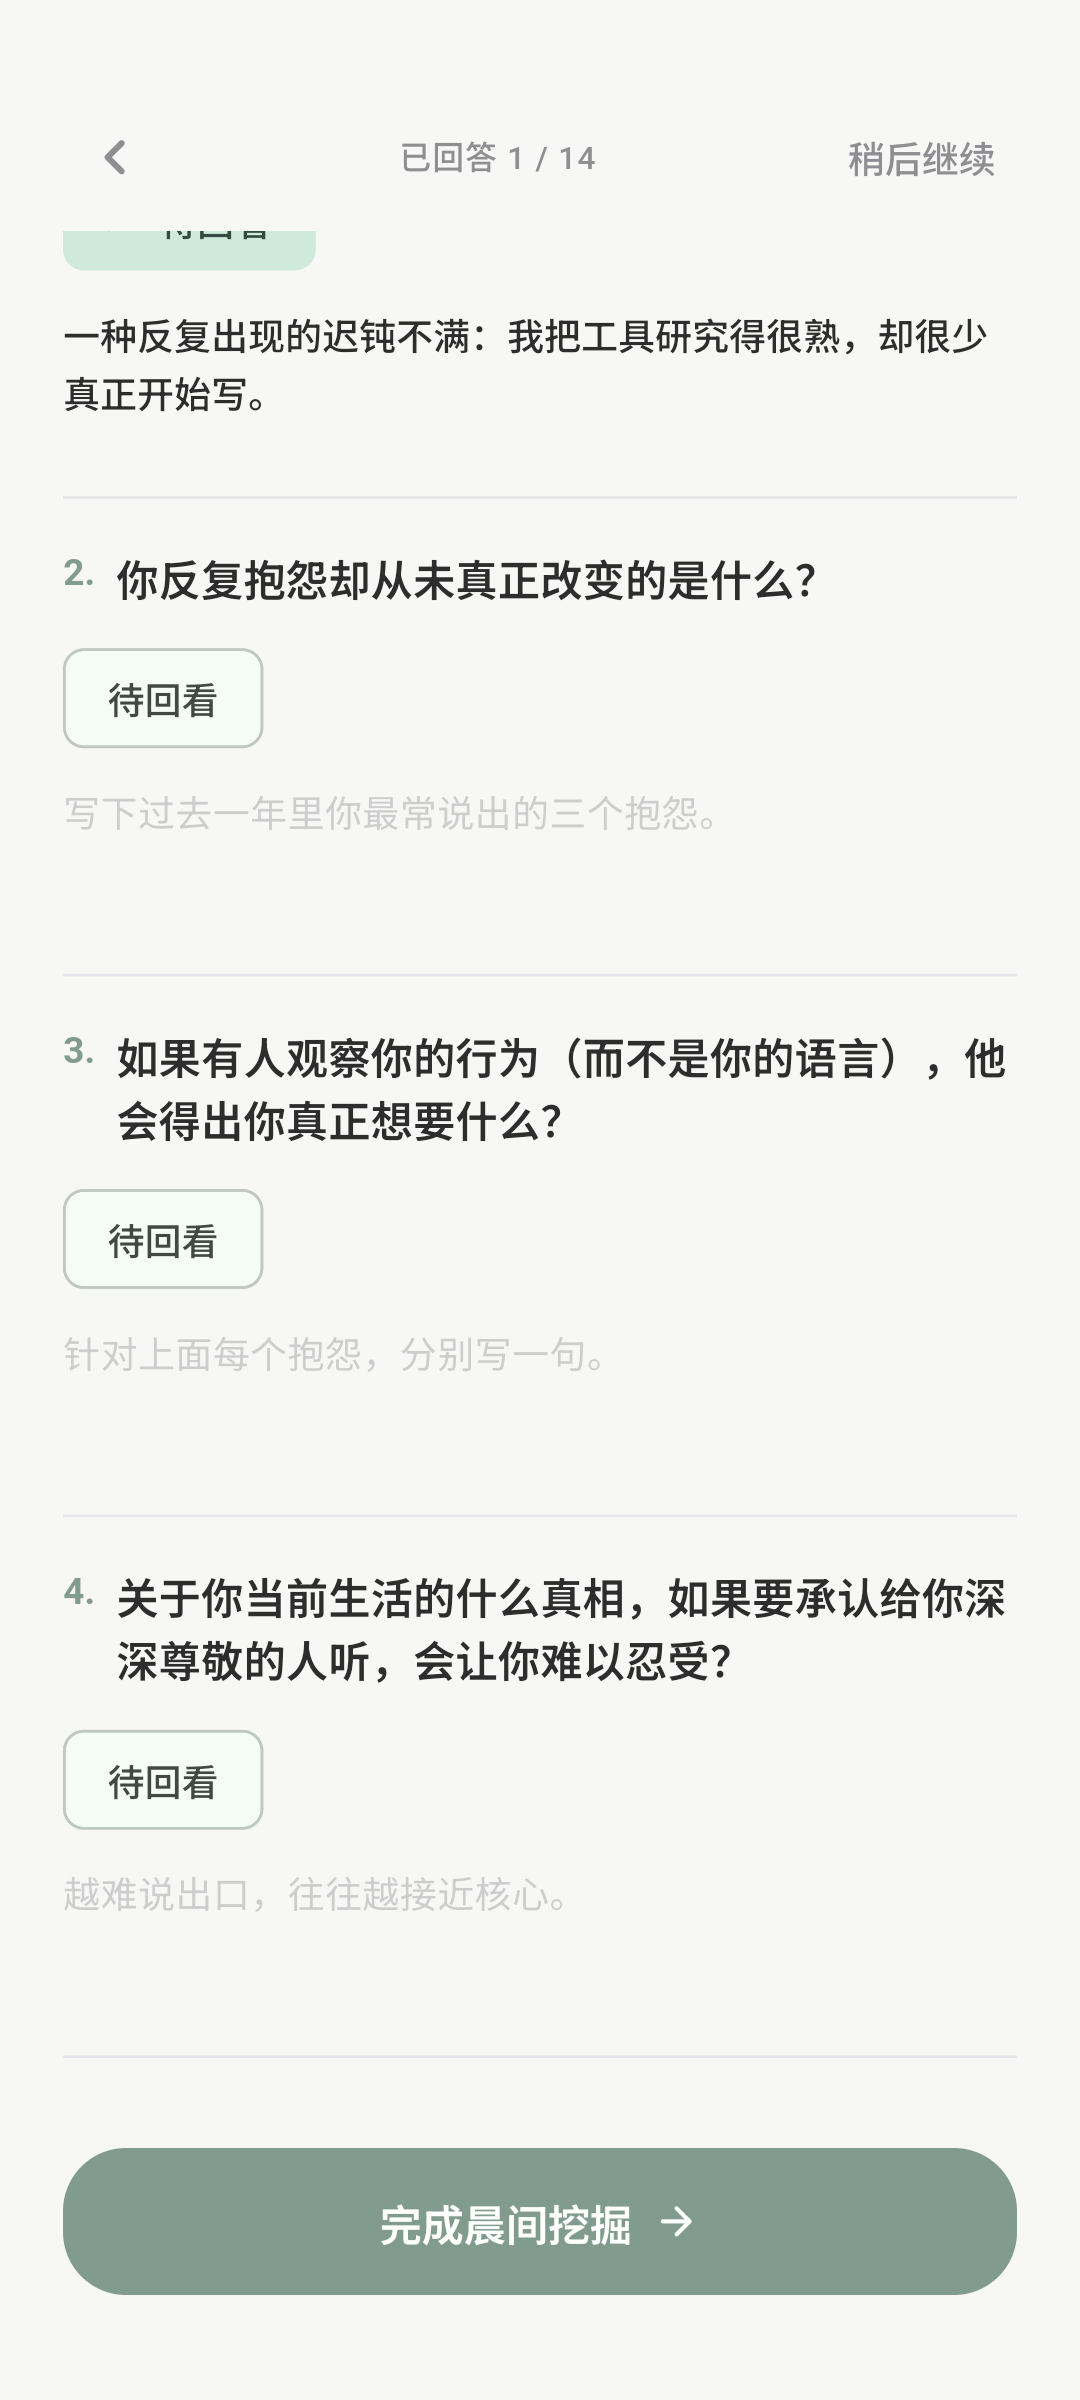 已回答 1 / 14
稍后继续
一种反复出现的迟钝不满：我把工具研究得很熟，却很少
真正开始写。
2. 你反复抱怨却从未真正改变的是什么？
待回看
写下过去一年里你最常说出的三个抱怨。
3. 如果有人观察你的行为（而不是你的语言），他
会得出你真正想要什么？
待回看
针对上面每个抱怨，分别写一句。
4. 关于你当前生活的什么真相，如果要承认给你深
深尊敬的人听，会让你难以忍受？
待回看
越难说出口，往往越接近核心。
完成晨间挖掘 →